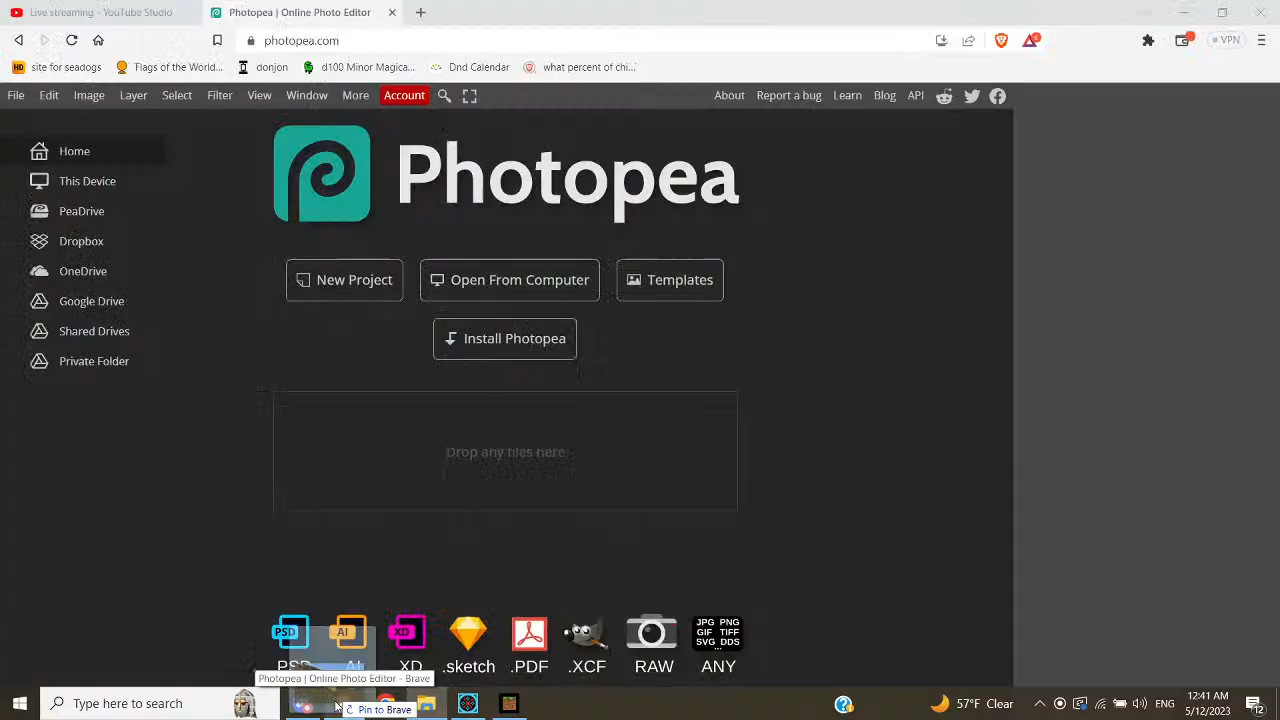 Live streaming - YouTube Studio
Photopea | Online Photo Editor
photopea.com
VPN
HD site for seadogs
Flags of the World...
donjon
d100 Minor Magica...
Dnd Calendar
what percent of chi...
File Edit Image Layer Select Filter View Window More Account
About Report a bug Learn Blog API
Home
This Device
PeaDrive
Dropbox
OneDrive
Google Drive
Shared Drives
Private Folder
Photopea
New Project
Open From Computer
Templates
Install Photopea
Drop any files here
PSD AI XD
JPG PNG
GIF TIFF
SVG DDS
...
PSD AI XD .sketch .PDF .XCF RAW ANY
Photopea | Online Photo Editor - Brave
Pin to Brave
Type here to search
57°F Clear
ENG
12:41 AM
5/12/2023
2